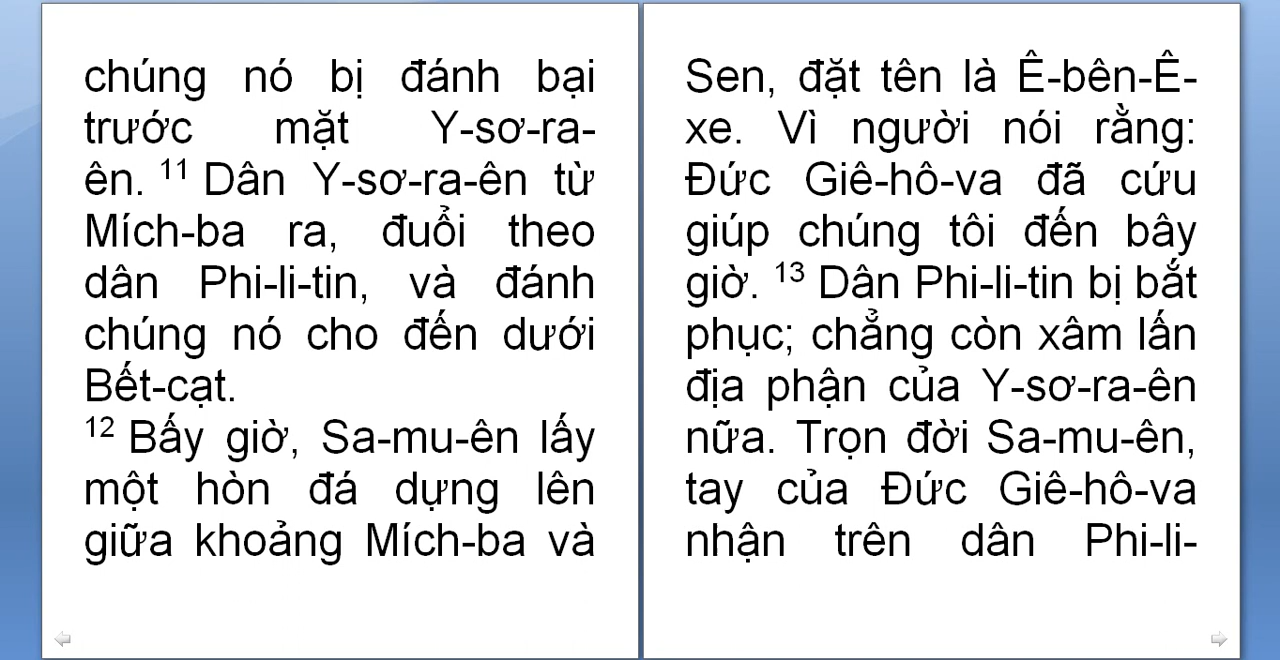 chúng nó bị đánh bại
trước mặt Y-sơ-ra-
ên. 11 Dân Y-sơ-ra-ên từ
Mích-ba ra, đuổi theo
dân Phi-li-tin, và đánh
chúng nó cho đến dưới
Bết-cạt.
12 Bấy giờ, Sa-mu-ên lấy
một hòn đá dựng lên
giữa khoảng Mích-ba và
Sen, đặt tên là Ê-bên-Ê-
xe. Vì người nói rằng:
Đức Giê-hô-va đã cứu
giúp chúng tôi đến bây
giờ. 13 Dân Phi-li-tin bị bắt
phục; chẳng còn xâm lấn
địa phận của Y-sơ-ra-ên
nữa. Trọn đời Sa-mu-ên,
tay của Đức Giê-hô-va
nhận trên dân Phi-li-